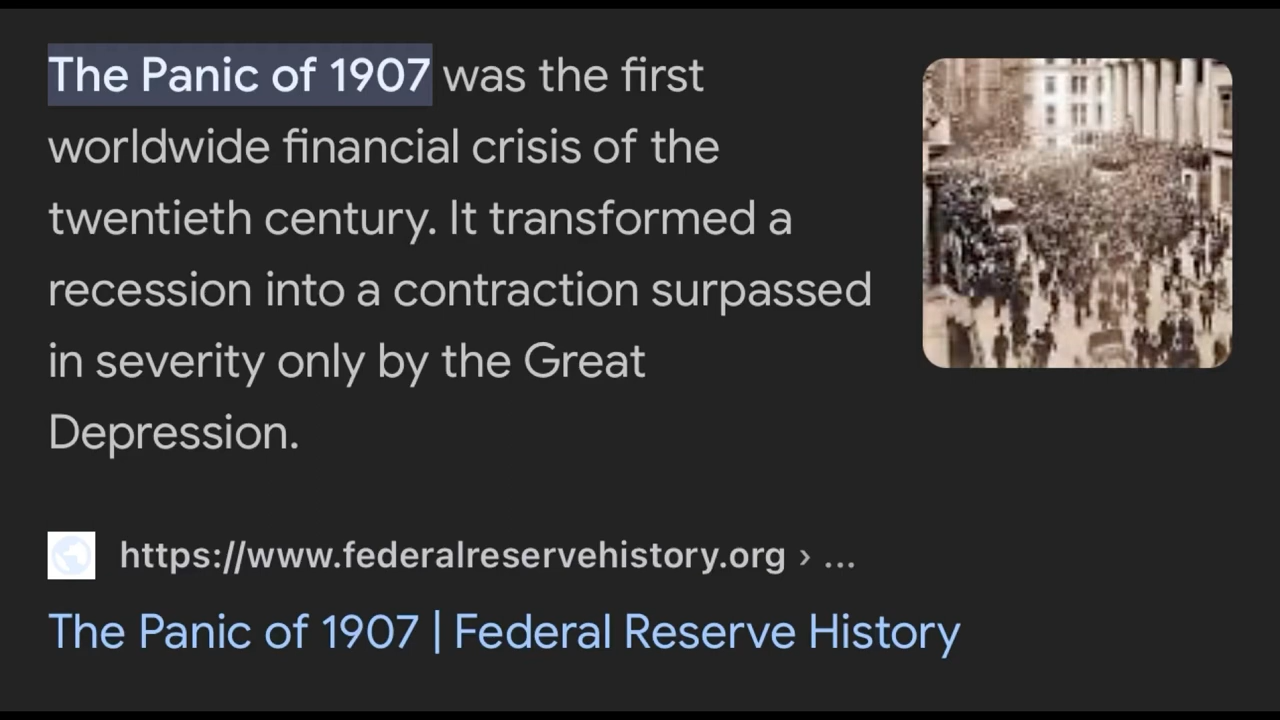 The Panic of 1907 was the first
worldwide financial crisis of the
twentieth century. It transformed a
recession into a contraction surpassed
in severity only by the Great
Depression.
https://www.federalreservehistory.org › ...
The Panic of 1907 | Federal Reserve History